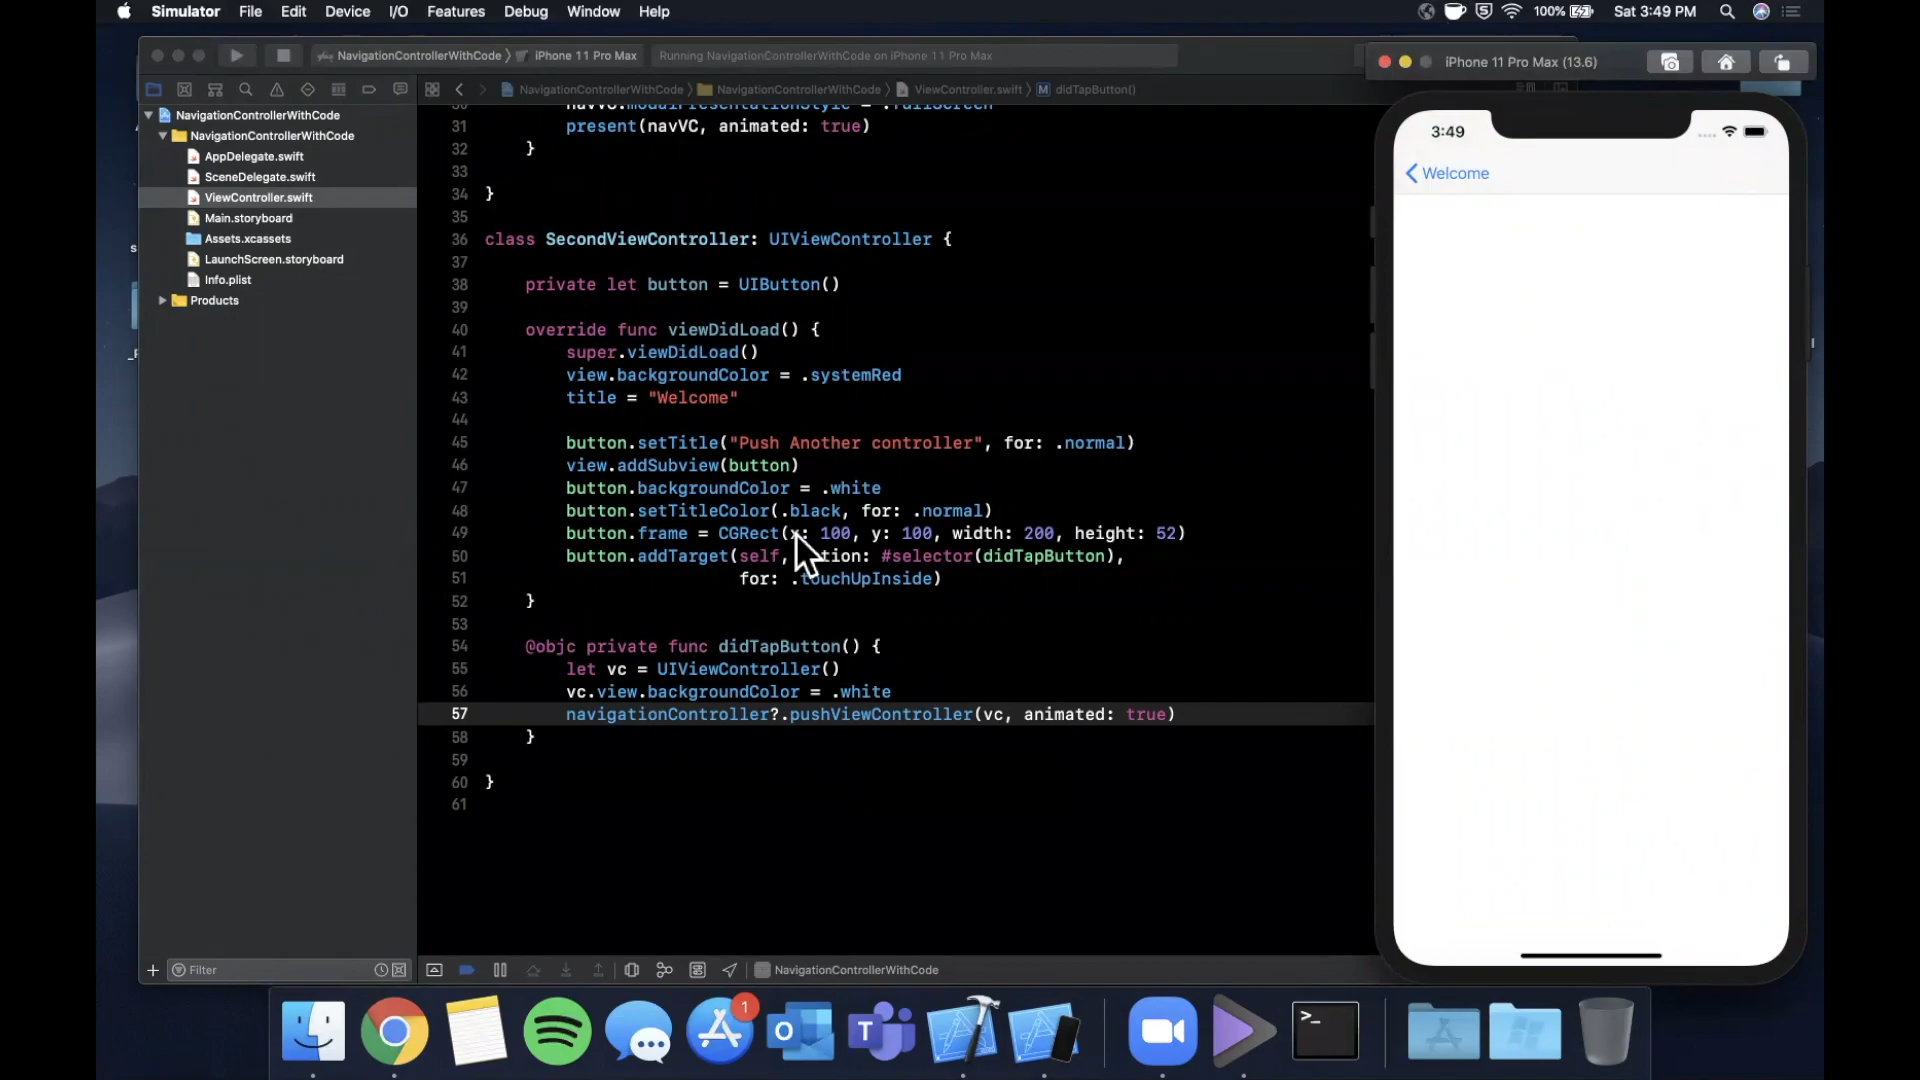 Simulator File Edit Device I/O Features Debug Window Help
100% Sat 3:49 PM
NavigationControllerWithCode iPhone 11 Pro Max Running NavigationControllerWithCode on iPhone 11 Pro Max
iPhone 11 Pro Max (13.6)
NavigationControllerWithCode NavigationControllerWithCode ViewController.swift M didTapButton()
NavigationControllerWithCode
NavigationControllerWithCode
AppDelegate.swift
SceneDelegate.swift
ViewController.swift
Main.storyboard
Assets.xcassets
LaunchScreen.storyboard
Info.plist
Products
Filter
30 navVC.modalPresentationStyle = .fullScreen
31 present(navVC, animated: true)
32 }
33
34 }
35
36 class SecondViewController: UIViewController {
37
38 private let button = UIButton()
39
40 override func viewDidLoad() {
41 super.viewDidLoad()
42 view.backgroundColor = .systemRed
43 title = "Welcome"
44
45 button.setTitle("Push Another controller", for: .normal)
46 view.addSubview(button)
47 button.backgroundColor = .white
48 button.setTitleColor(.black, for: .normal)
49 button.frame = CGRect(x: 100, y: 100, width: 200, height: 52)
50 button.addTarget(self, action: #selector(didTapButton),
51 for: .touchUpInside)
52 }
53
54 @objc private func didTapButton() {
55 let vc = UIViewController()
56 vc.view.backgroundColor = .white
57 navigationController?.pushViewController(vc, animated: true)
58 }
59
60 }
61
NavigationControllerWithCode
3:49
Welcome
1